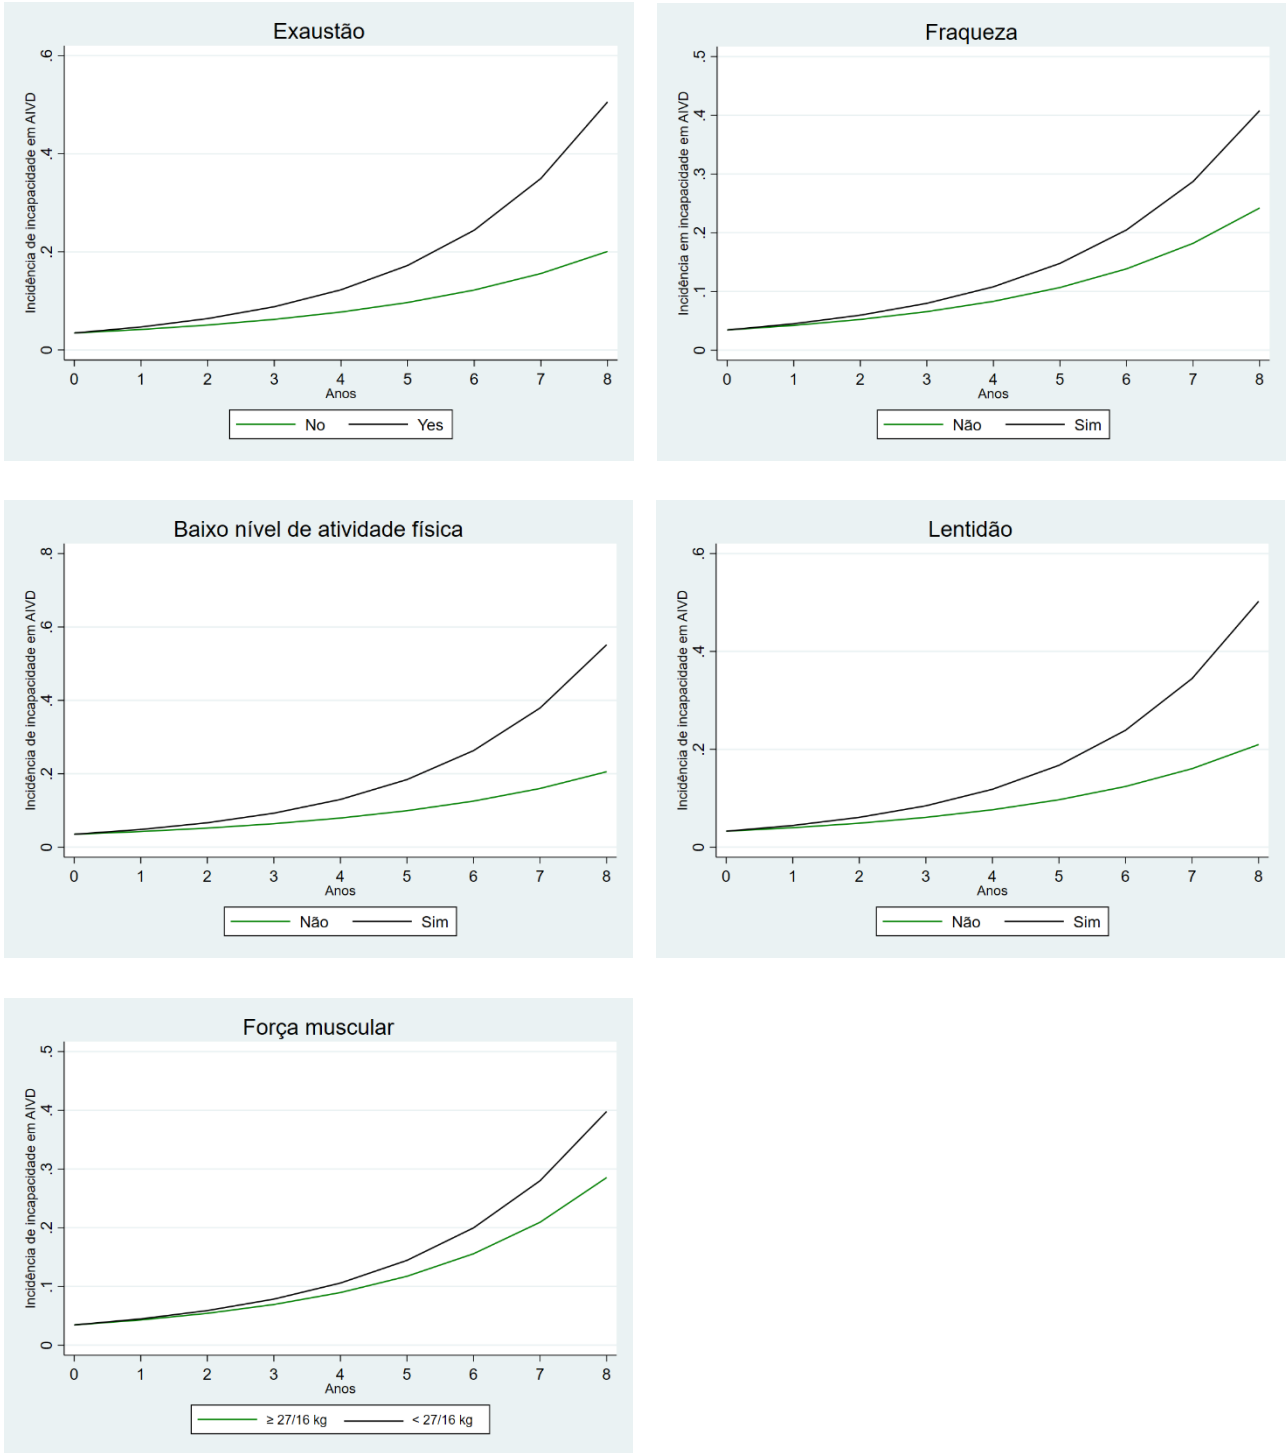 Exaustão
Incidência de incapacidade em AIVD
.6
.4
.2
0
0 1 2 3 4 5 6 7 8
Anos
No Yes
Fraqueza
Incidência em incapacidade em AIVD
.5
.4
.3
.2
.1
0
0 1 2 3 4 5 6 7 8
Anos
Não Sim
Baixo nível de atividade física
Incidência de incapacidade em AIVD
.8
.6
.4
.2
0
0 1 2 3 4 5 6 7 8
Anos
Não Sim
Lentidão
Incidência de incapacidade em AIVD
.6
.4
.2
0
0 1 2 3 4 5 6 7 8
Anos
Não Sim
Força muscular
Incidência de incapacidade em AIVD
.5
.4
.3
.2
.1
0
0 1 2 3 4 5 6 7 8
Anos
≥ 27/16 kg < 27/16 kg